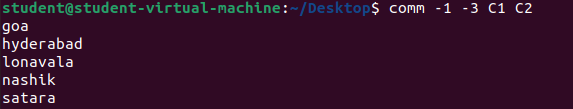 student@student-virtual-machine:~/Desktop$ comm -1 -3 C1 C2
goa
hyderabad
lonavala
nashik
satara